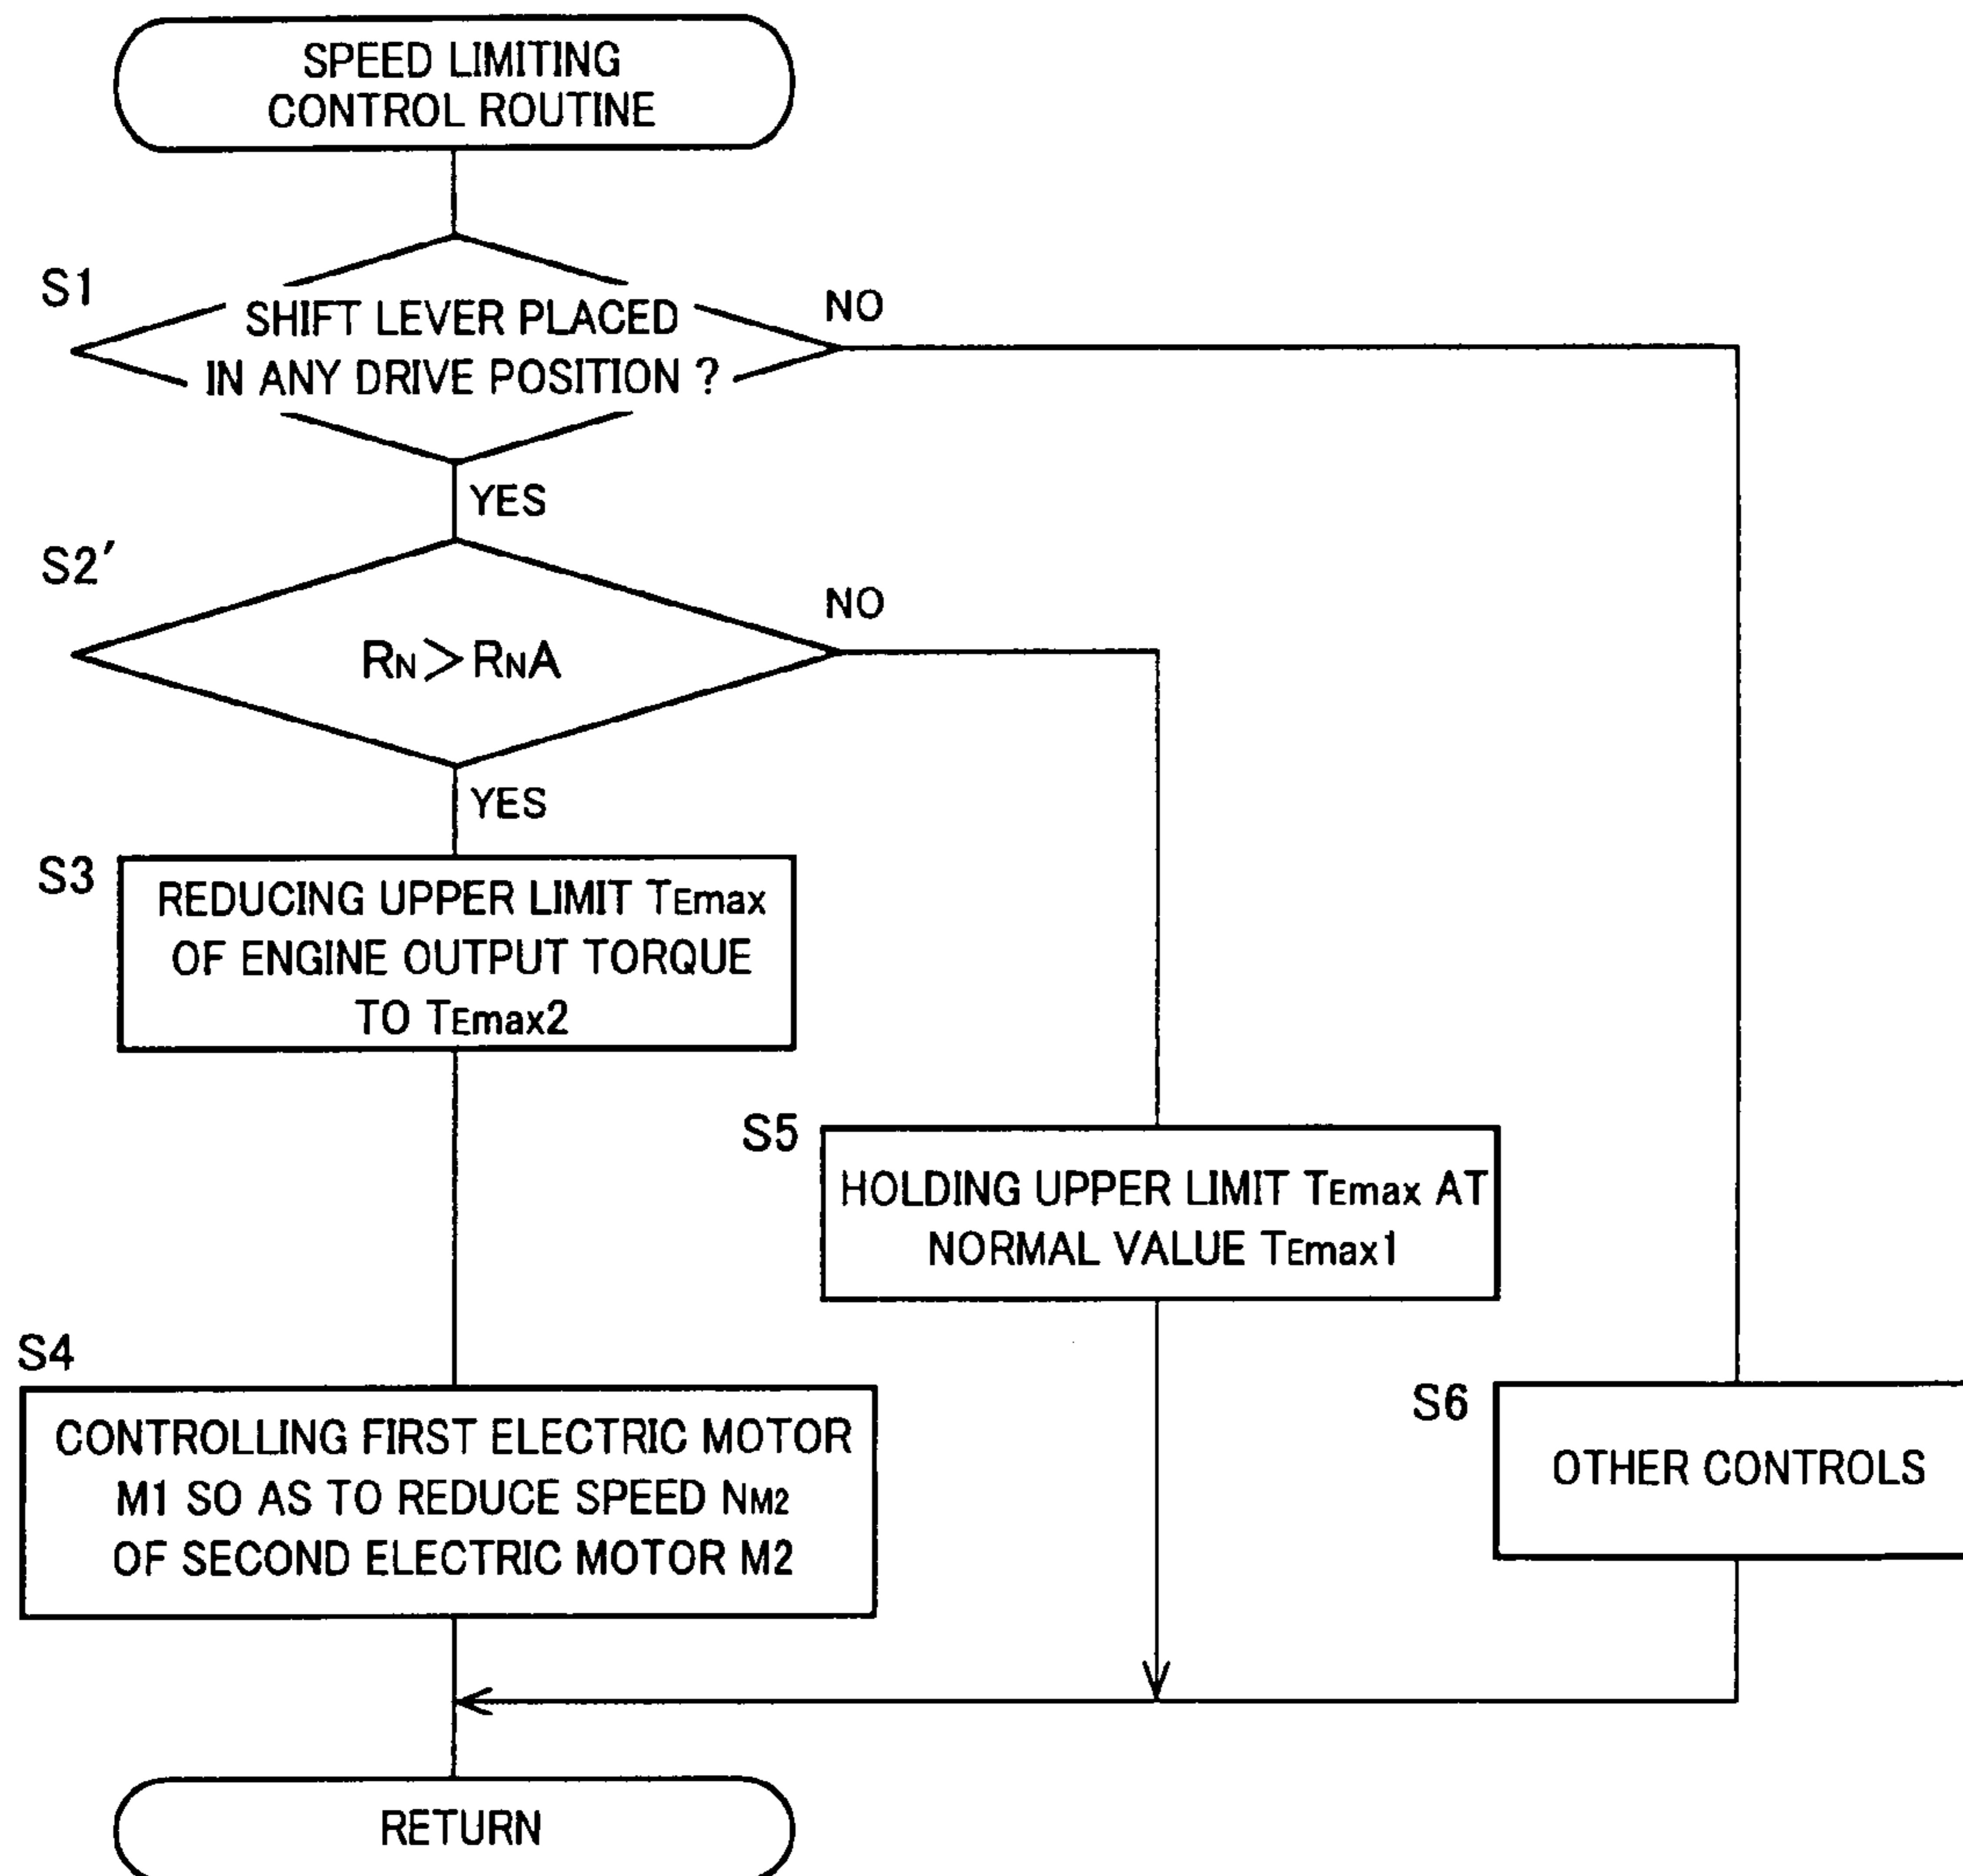 SPEED LIMITING
CONTROL ROUTINE
S1
SHIFT LEVER PLACED
IN ANY DRIVE POSITION ?
NO
YES
S2′
RN>RNA
NO
YES
S3
REDUCING UPPER LIMIT TEmax
OF ENGINE OUTPUT TORQUE
TO TEmax2
S5
HOLDING UPPER LIMIT TEmax AT
NORMAL VALUE TEmax1
S4
CONTROLLING FIRST ELECTRIC MOTOR
M1 SO AS TO REDUCE SPEED NM2
OF SECOND ELECTRIC MOTOR M2
S6
OTHER CONTROLS
RETURN